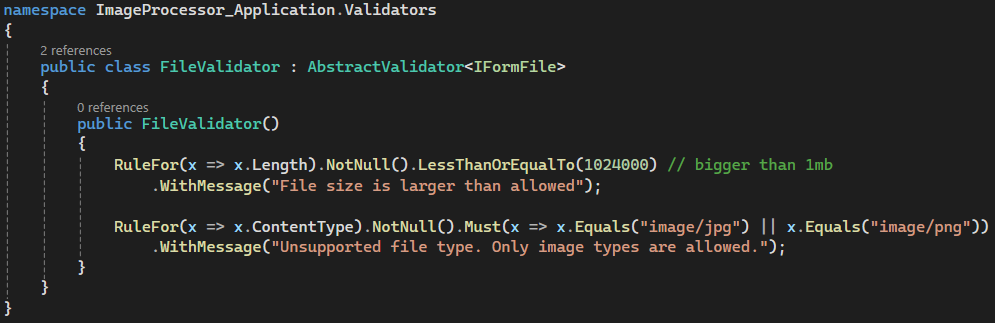 namespace ImageProcessor_Application.Validators
{
2 references
public class FileValidator : AbstractValidator<IFormFile>
{
0 references
public FileValidator()
{
RuleFor(x => x.Length).NotNull().LessThanOrEqualTo(1024000) // bigger than 1mb
.WithMessage("File size is larger than allowed");
RuleFor(x => x.ContentType).NotNull().Must(x => x.Equals("image/jpg") || x.Equals("image/png"))
.WithMessage("Unsupported file type. Only image types are allowed.");
}
}
}